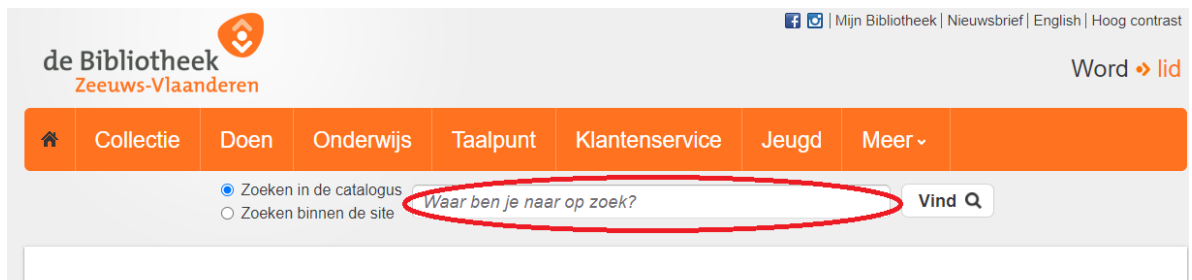 Mijn Bibliotheek | Nieuwsbrief | English | Hoog contrast
de Bibliotheek
Zeeuws-Vlaanderen
Word lid
Collectie Doen Onderwijs Taalpunt Klantenservice Jeugd Meer
Zoeken in de catalogus
Zoeken binnen de site
Waar ben je naar op zoek?
Vind